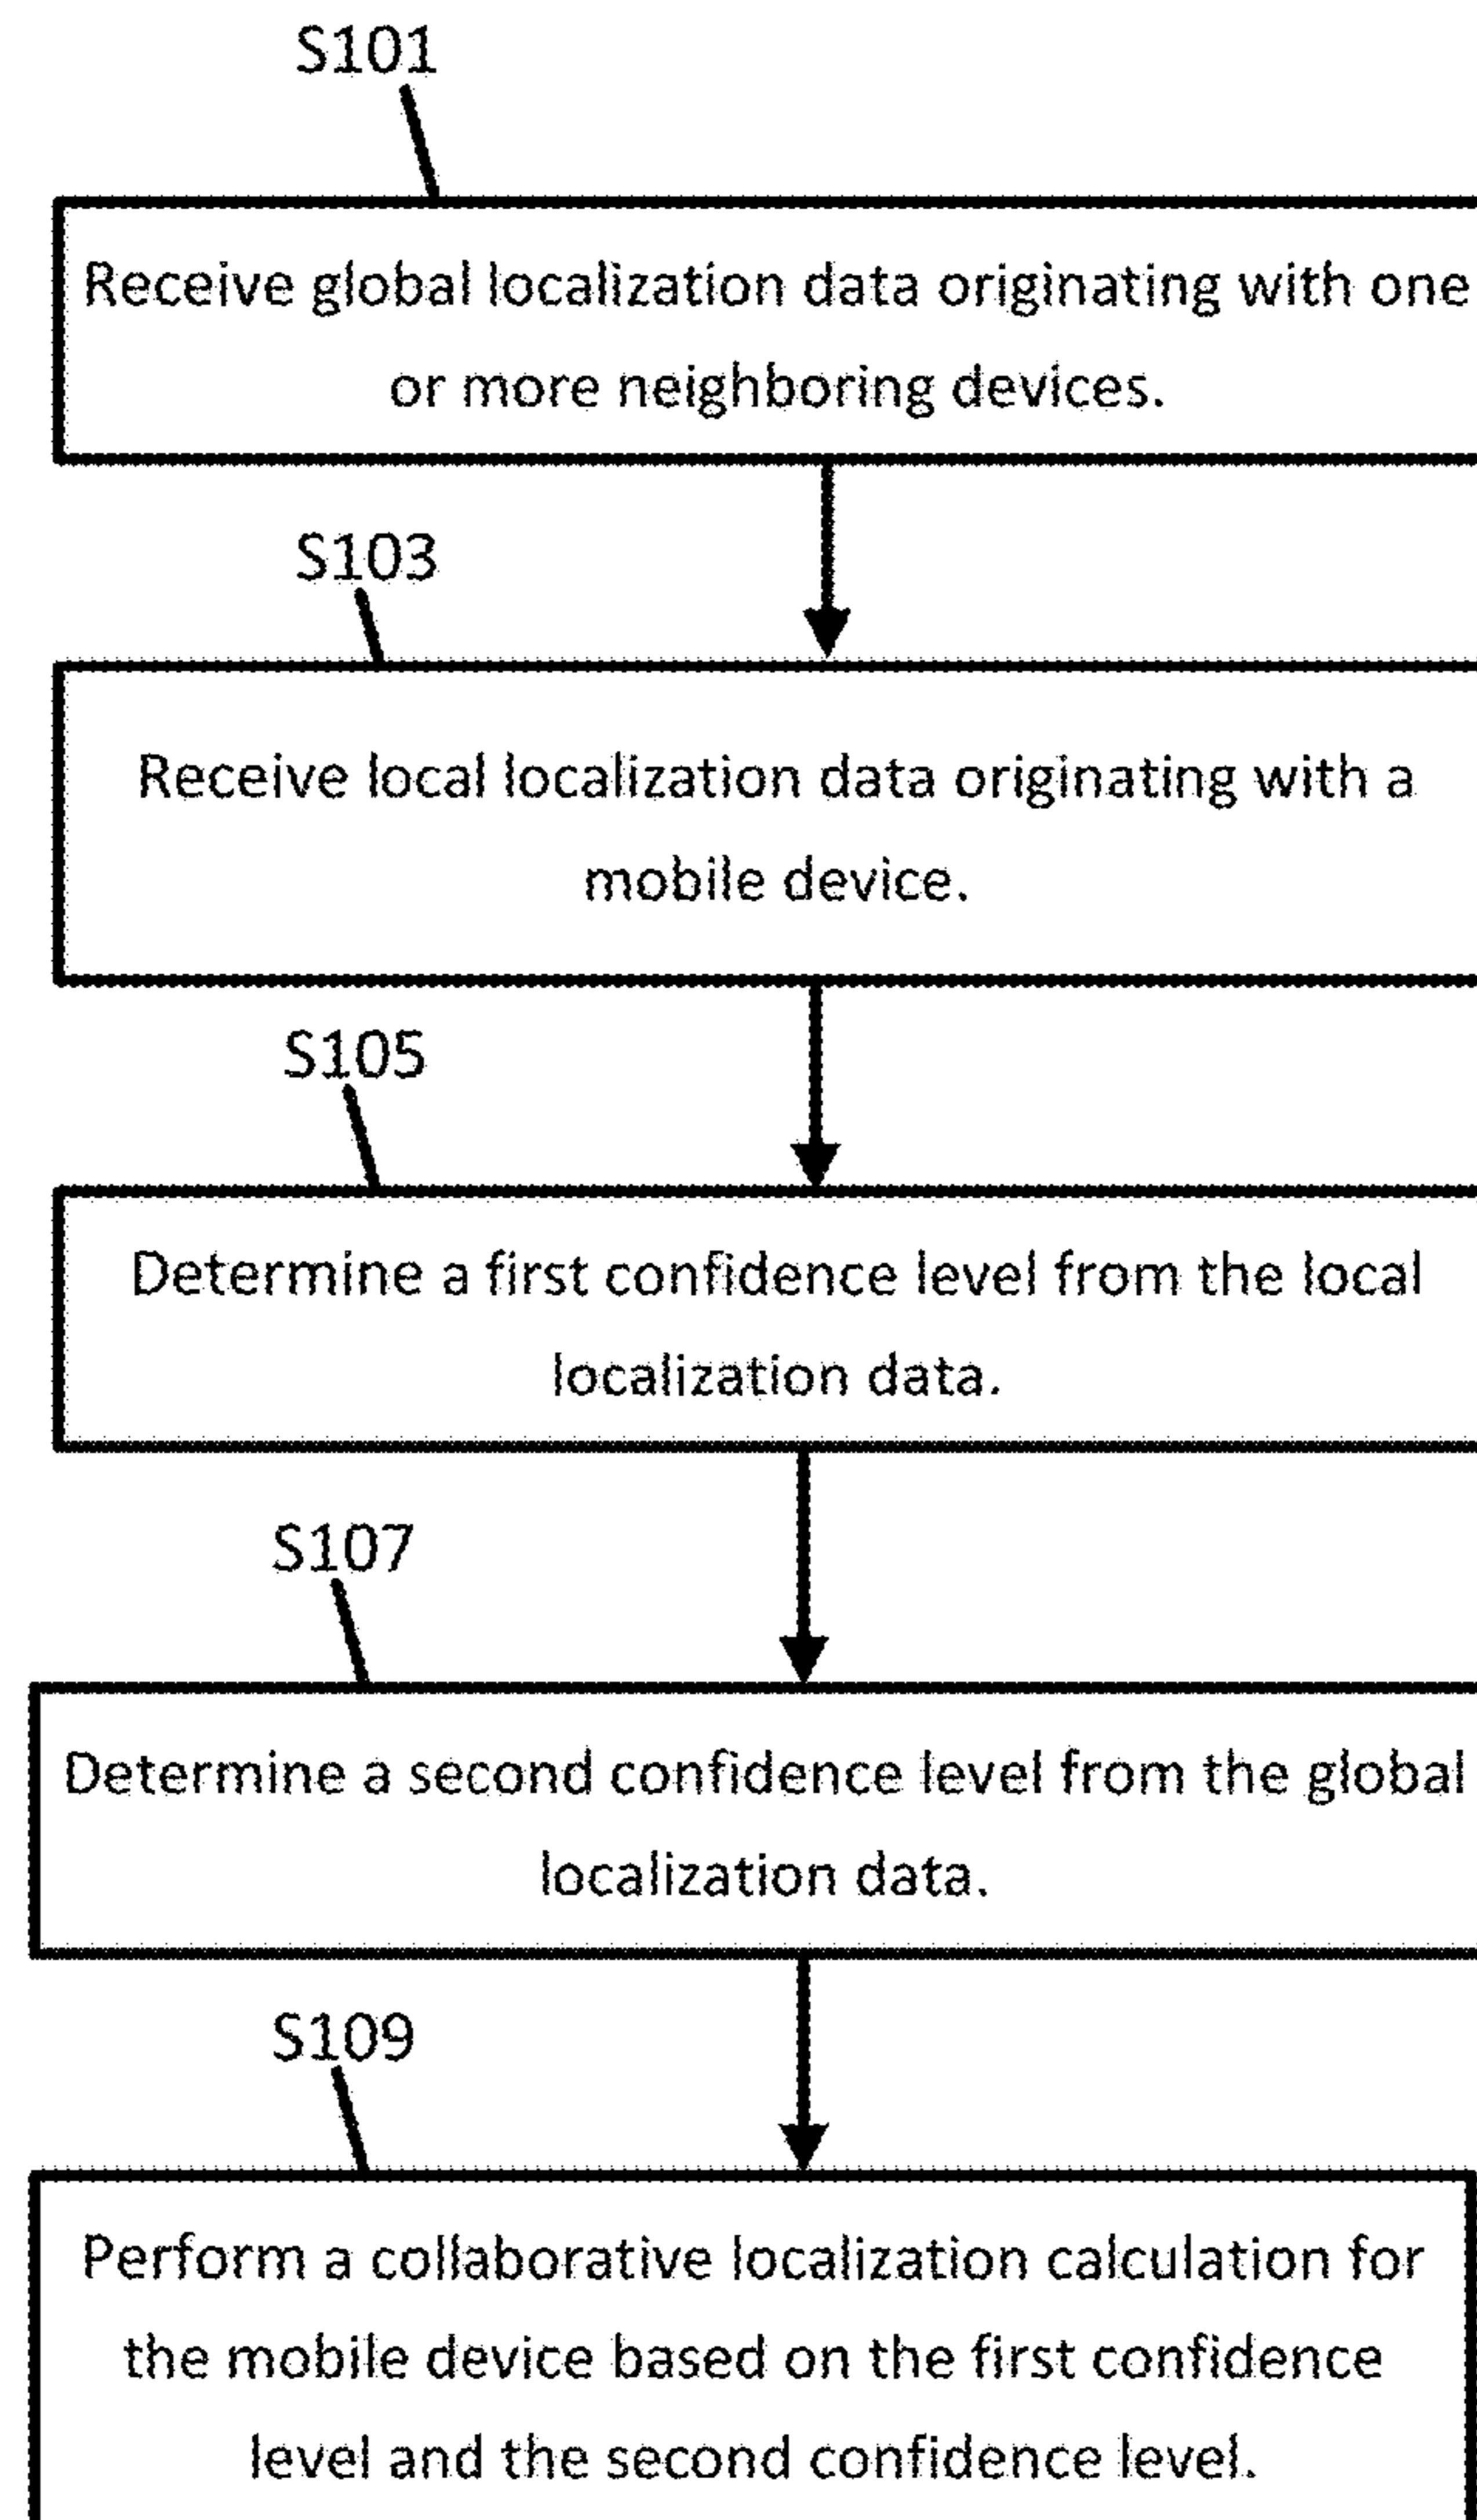 S101
Receive global localization data originating with one
or more neighboring devices.
S103
Receive local localization data originating with a
mobile device.
S105
Determine a first confidence level from the local
localization data.
S107
Determine a second confidence level from the global
localization data.
S109
Perform a collaborative localization calculation for
the mobile device based on the first confidence
level and the second confidence level.